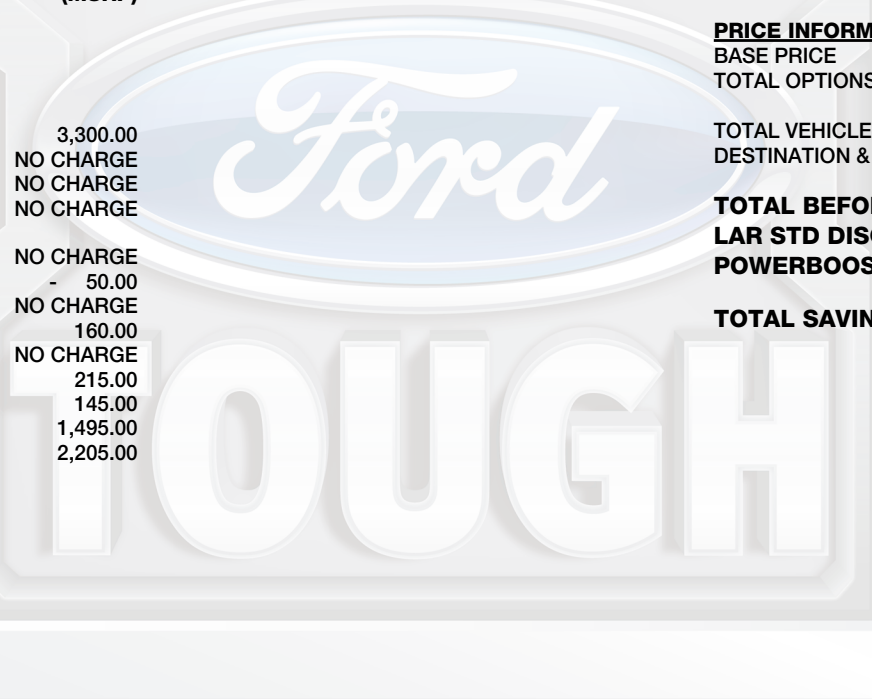 3,300.00
NO CHARGE
NO CHARGE
NO CHARGE
NO CHARGE
- 50.00
NO CHARGE
160.00
NO CHARGE
215.00
145.00
1,495.00
2,205.00
PRICE INFORM
BASE PRICE
TOTAL OPTIONS
TOTAL VEHICLE
DESTINATION &
TOTAL BEFO
LAR STD DIS
POWERBOOS
TOTAL SAVIN
Ford
TOUGH